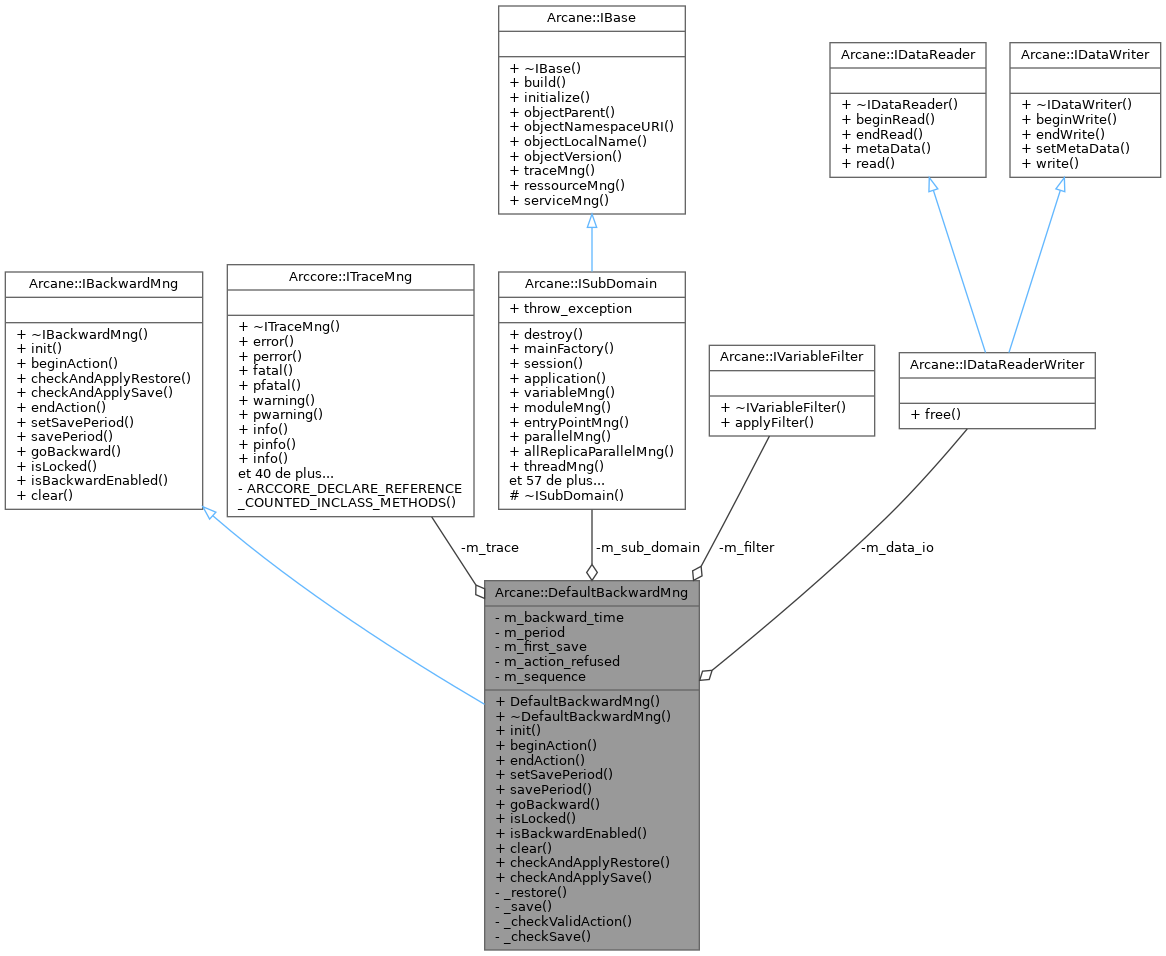 Arcane::IBase
+ ~IBase()
+ build()
+ initialize()
+ objectParent()
+ objectNamespaceURI()
+ objectLocalName()
+ objectVersion()
+ traceMng()
+ ressourceMng()
+ serviceMng()
Arcane::IDataReader
+ ~IDataReader()
+ beginRead()
+ endRead()
+ metaData()
+ read()
Arcane::IDataWriter
+ ~IDataWriter()
+ beginWrite()
+ endWrite()
+ setMetaData()
+ write()
Arcane::IBackwardMng
+ ~IBackwardMng()
+ init()
+ beginAction()
+ checkAndApplyRestore()
+ checkAndApplySave()
+ endAction()
+ setSavePeriod()
+ savePeriod()
+ goBackward()
+ isLocked()
+ isBackwardEnabled()
+ clear()
Arccore::ITraceMng
+ ~ITraceMng()
+ error()
+ perror()
+ fatal()
+ pfatal()
+ warning()
+ pwarning()
+ info()
+ pinfo()
+ info()
et 40 de plus...
- ARCCORE_DECLARE_REFERENCE
_COUNTED_INCLASS_METHODS()
Arcane::ISubDomain
+ throw_exception
+ destroy()
+ mainFactory()
+ session()
+ application()
+ variableMng()
+ moduleMng()
+ entryPointMng()
+ parallelMng()
+ allReplicaParallelMng()
+ threadMng()
et 57 de plus...
# ~ISubDomain()
Arcane::IVariableFilter
+ ~IVariableFilter()
+ applyFilter()
Arcane::IDataReaderWriter
+ free()
-m_trace
-m_sub_domain
-m_filter
-m_data_io
Arcane::DefaultBackwardMng
- m_backward_time
- m_period
- m_first_save
- m_action_refused
- m_sequence
+ DefaultBackwardMng()
+ ~DefaultBackwardMng()
+ init()
+ beginAction()
+ endAction()
+ setSavePeriod()
+ savePeriod()
+ goBackward()
+ isLocked()
+ isBackwardEnabled()
+ clear()
+ checkAndApplyRestore()
+ checkAndApplySave()
- _restore()
- _save()
- _checkValidAction()
- _checkSave()